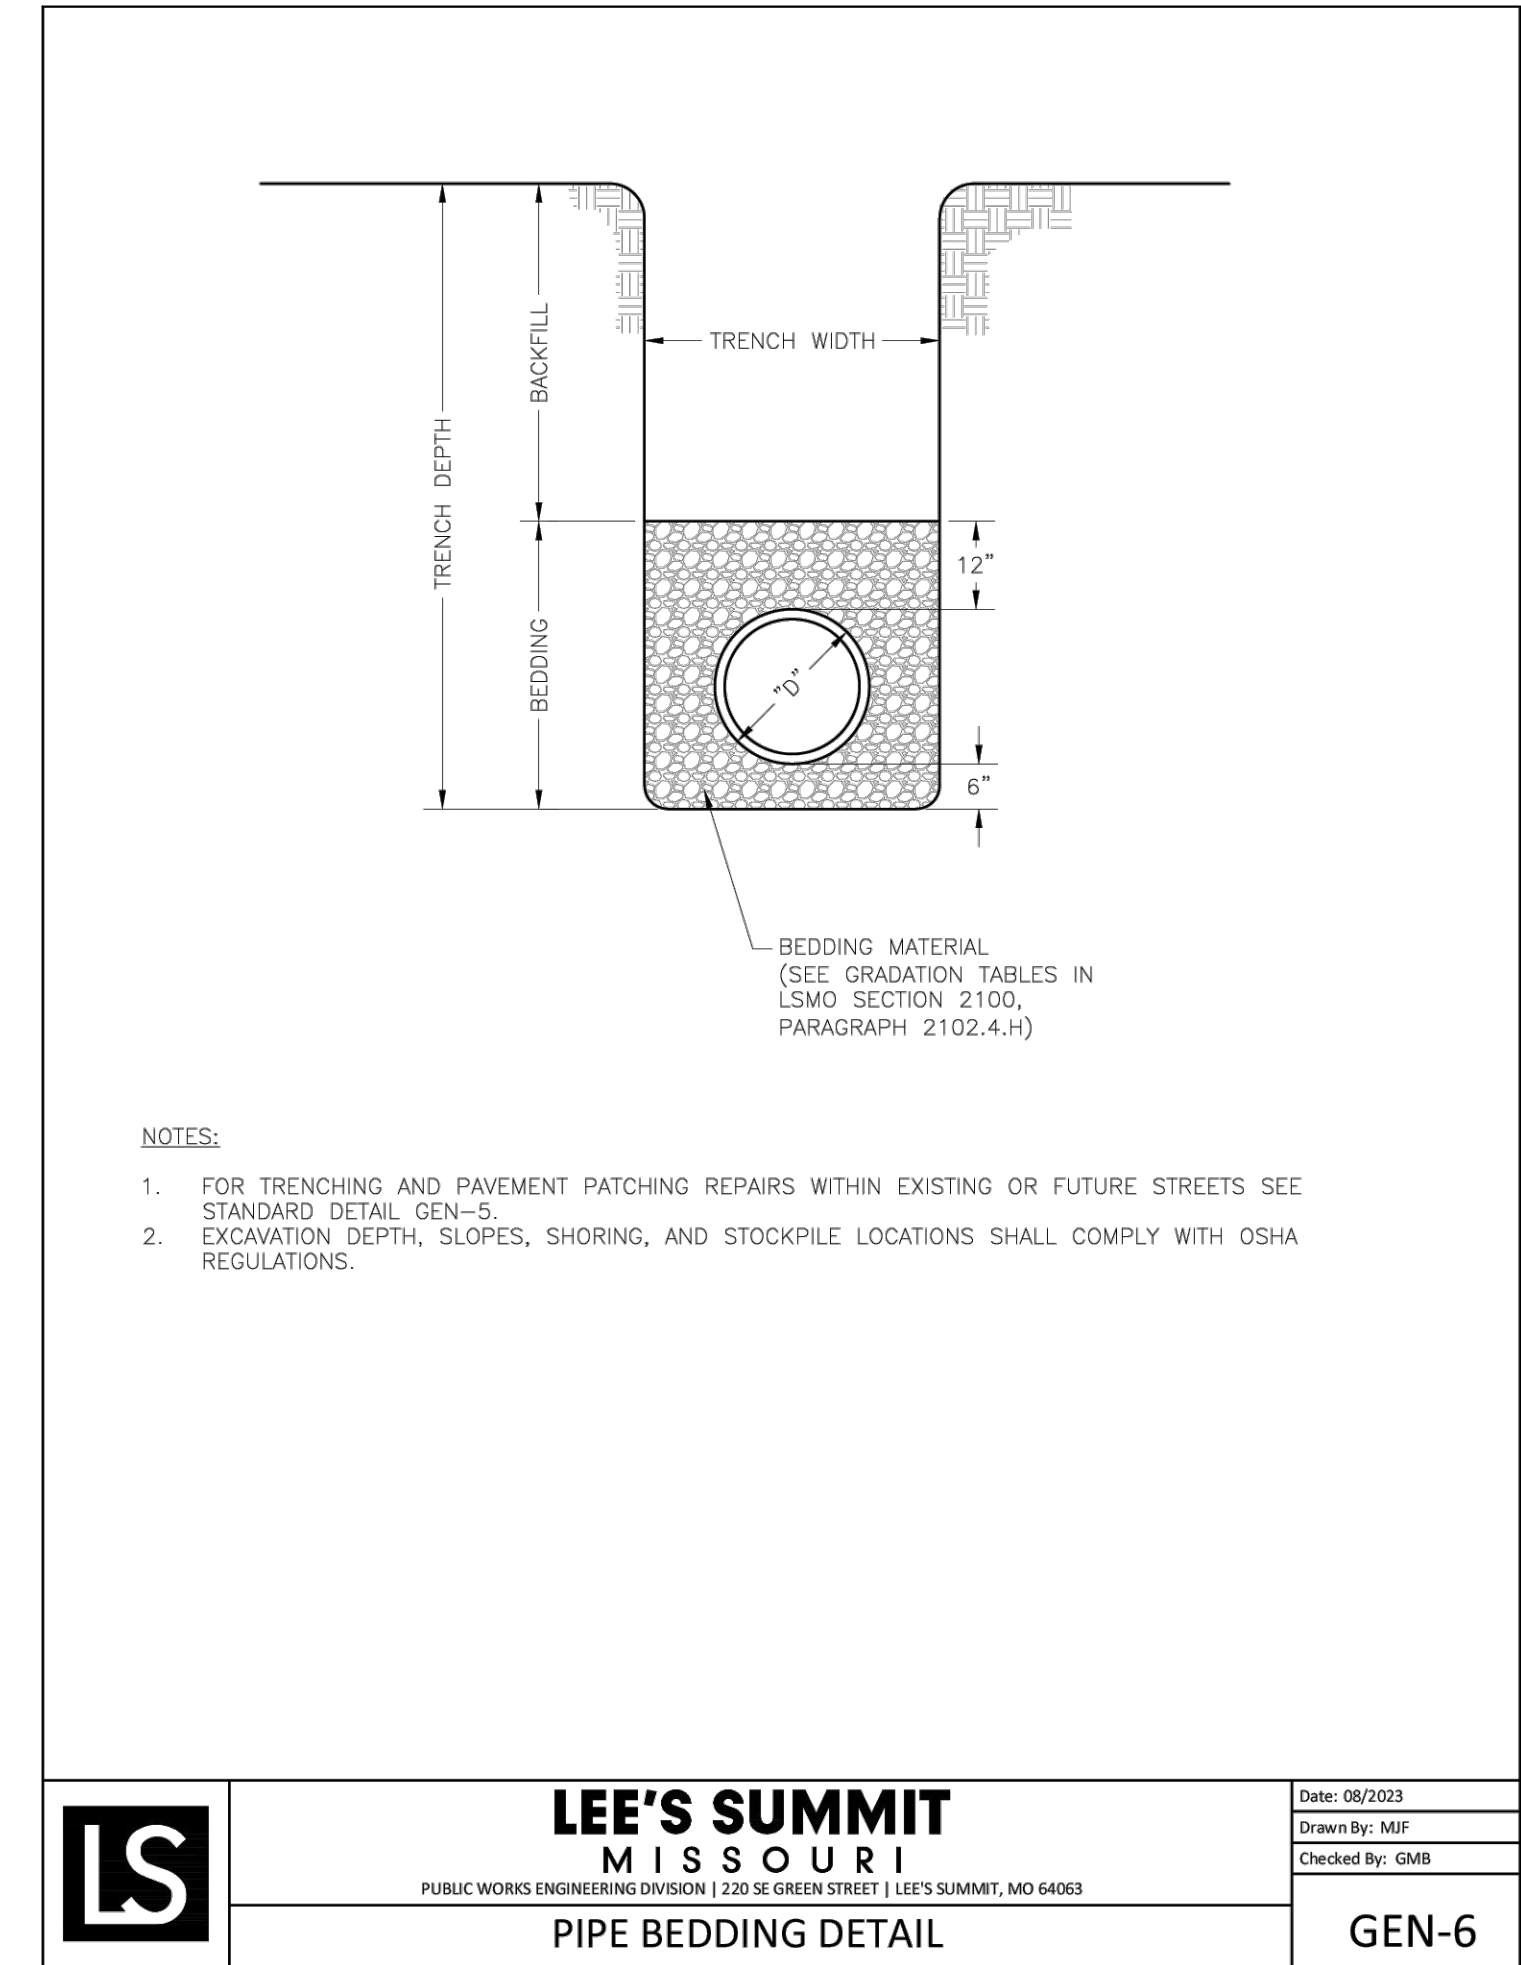 TRENCH DEPTH
BACKFILL
BEDDING
TRENCH WIDTH
12"
"D"
6"
BEDDING MATERIAL
(SEE GRADATION TABLES IN
LSMO SECTION 2100,
PARAGRAPH 2102.4.H)
NOTES:
1. FOR TRENCHING AND PAVEMENT PATCHING REPAIRS WITHIN EXISTING OR FUTURE STREETS SEE
STANDARD DETAIL GEN-5.
2. EXCAVATION DEPTH, SLOPES, SHORING, AND STOCKPILE LOCATIONS SHALL COMPLY WITH OSHA
REGULATIONS.
LS
LEE'S SUMMIT
MISSOURI
PUBLIC WORKS ENGINEERING DIVISION | 220 SE GREEN STREET | LEE'S SUMMIT, MO 64063
PIPE BEDDING DETAIL
Date: 08/2023
Drawn By: MJF
Checked By: GMB
GEN-6